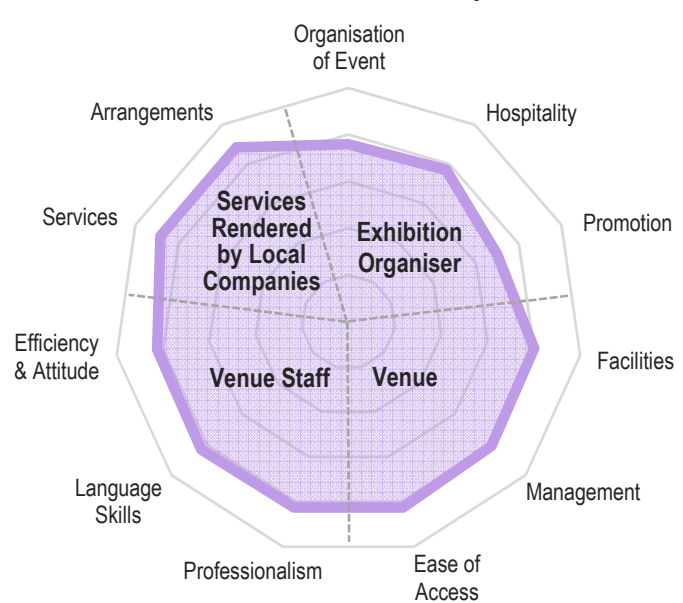 Organisation
of Event
Arrangements
Hospitality
Services
Rendered
by Local
Companies
Exhibition
Organiser
Services
Promotion
Efficiency
& Attitude
Venue Staff
Venue
Facilities
Language
Skills
Management
Professionalism
Ease of
Access